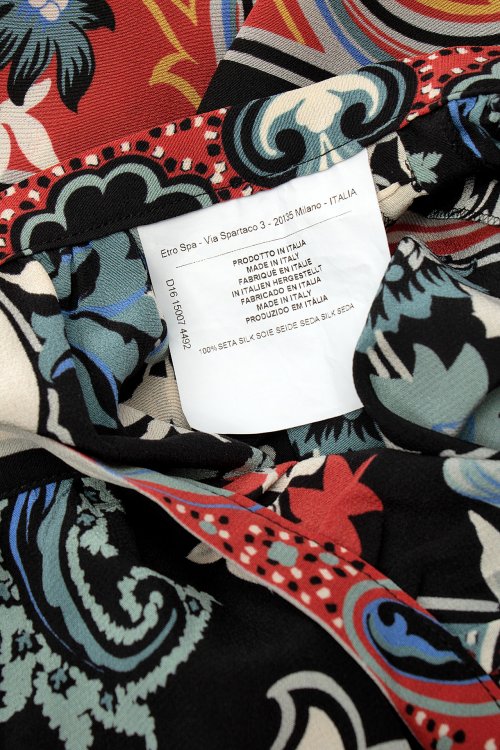 Etro Spa - Via Spartaco 3 - 20135 Milano - ITALIA
PRODOTTO IN ITALIA
MADE IN ITALY
FABRIQUÉ EN ITALIE
IN ITALIEN HERGESTELLT
FABRICADO EN ITALIA
MADE IN ITALY
PRODUZIDO EM ITÁLIA
100%SETA SILK SOIE SEIDE SEDA SILK SEDA
D16 15007 4492